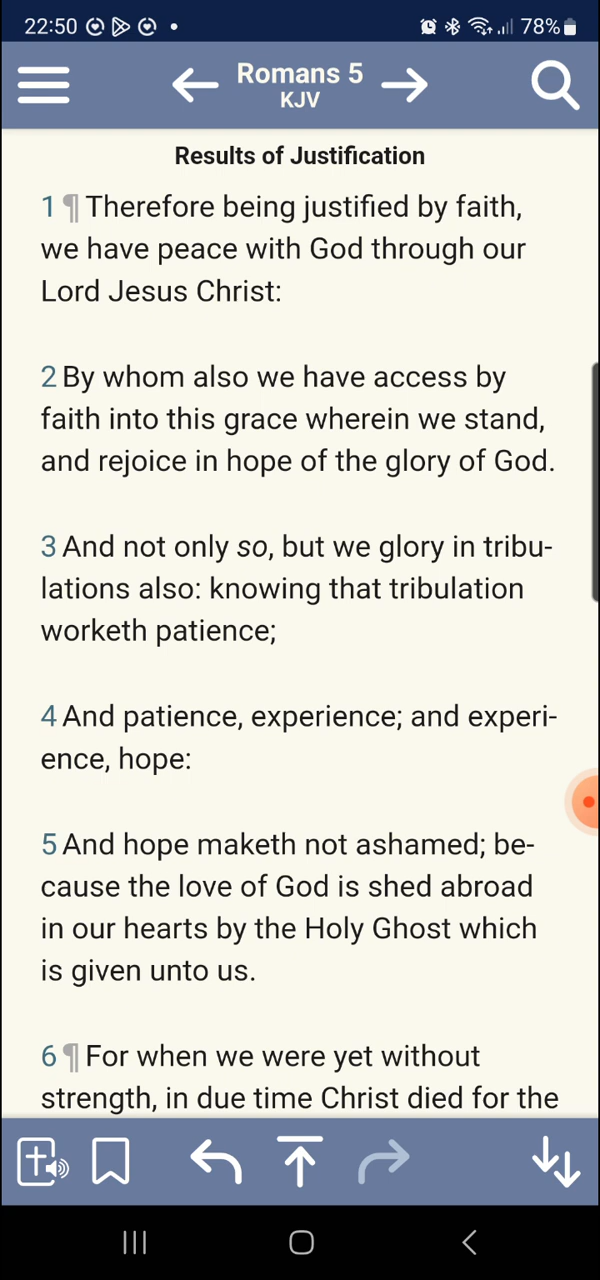 22:50
78%
Romans 5
KJV
Results of Justification
1 ¶ Therefore being justified by faith,
we have peace with God through our
Lord Jesus Christ:
2 By whom also we have access by
faith into this grace wherein we stand,
and rejoice in hope of the glory of God.
3 And not only so, but we glory in tribu-
lations also: knowing that tribulation
worketh patience;
4 And patience, experience; and experi-
ence, hope:
5 And hope maketh not ashamed; be-
cause the love of God is shed abroad
in our hearts by the Holy Ghost which
is given unto us.
6 ¶ For when we were yet without
strength, in due time Christ died for the